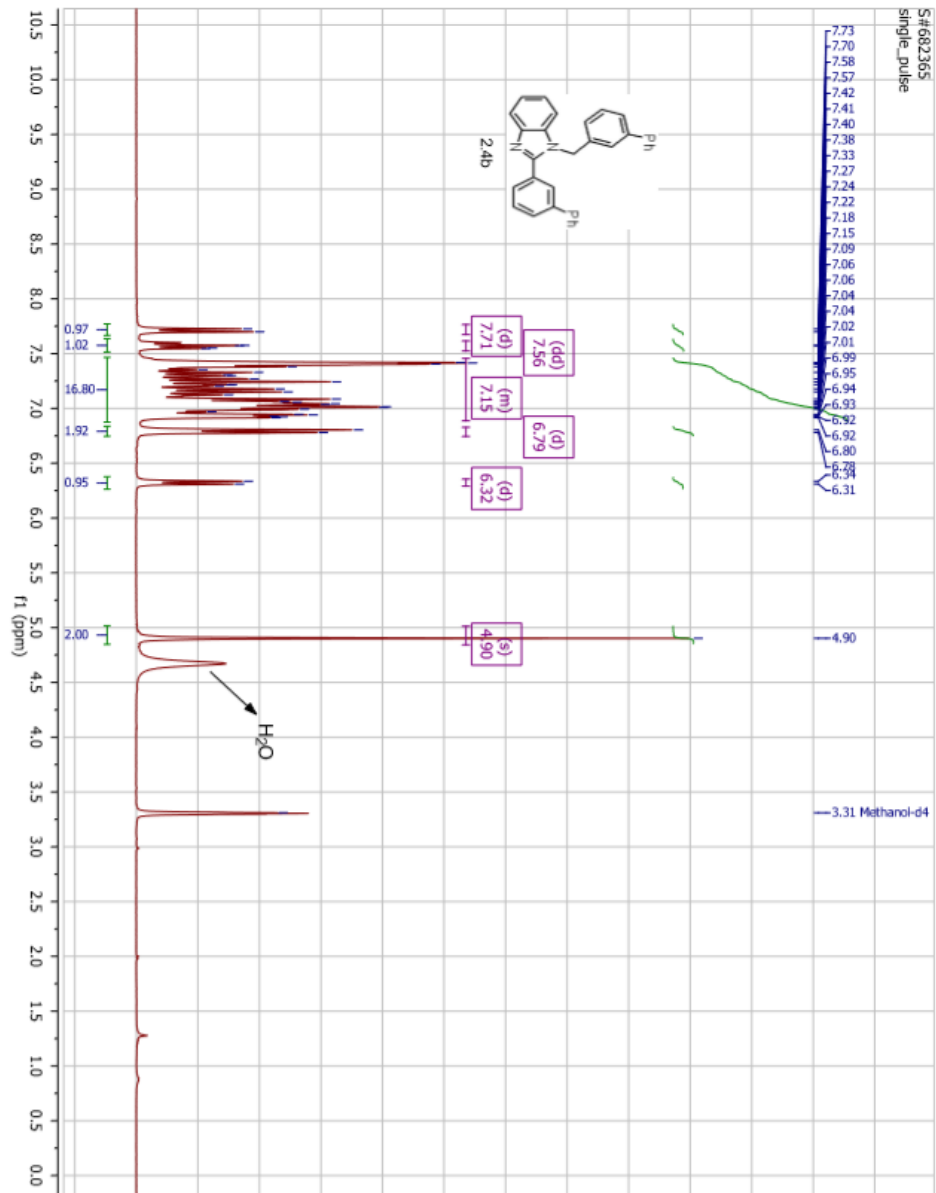 S#682365
single_pulse
7.73
7.70
7.58
7.57
7.42
7.41
7.40
7.38
7.33
7.27
7.24
7.22
7.18
7.15
7.09
7.06
7.06
7.04
7.04
7.02
7.01
6.99
6.95
6.94
6.93
6.92
6.92
6.80
6.78
6.34
6.31
4.90
3.31 Methanol-d4
Ph
N
N
Ph
2.4b
(dd)
7.56
(d)
6.79
(d)
7.71
(m)
7.15
(d)
6.32
(s)
4.90
H2O
0.97
1.02
16.80
1.92
0.95
2.00
10.5 10.0 9.5 9.0 8.5 8.0 7.5 7.0 6.5 6.0 5.5 5.0 4.5 4.0 3.5 3.0 2.5 2.0 1.5 1.0 0.5 0.0
f1 (ppm)